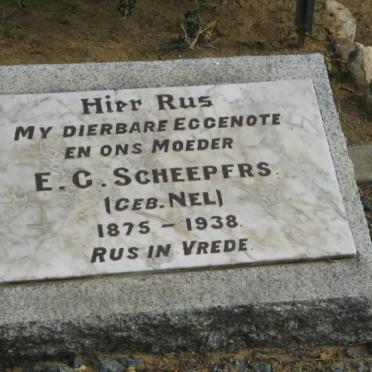 Hier Rus
My dierbare Eggenote
en ons Moeder
E. C. Scheepers.
(geb. Nel)
1875 - 1938.
Rus in Vrede.